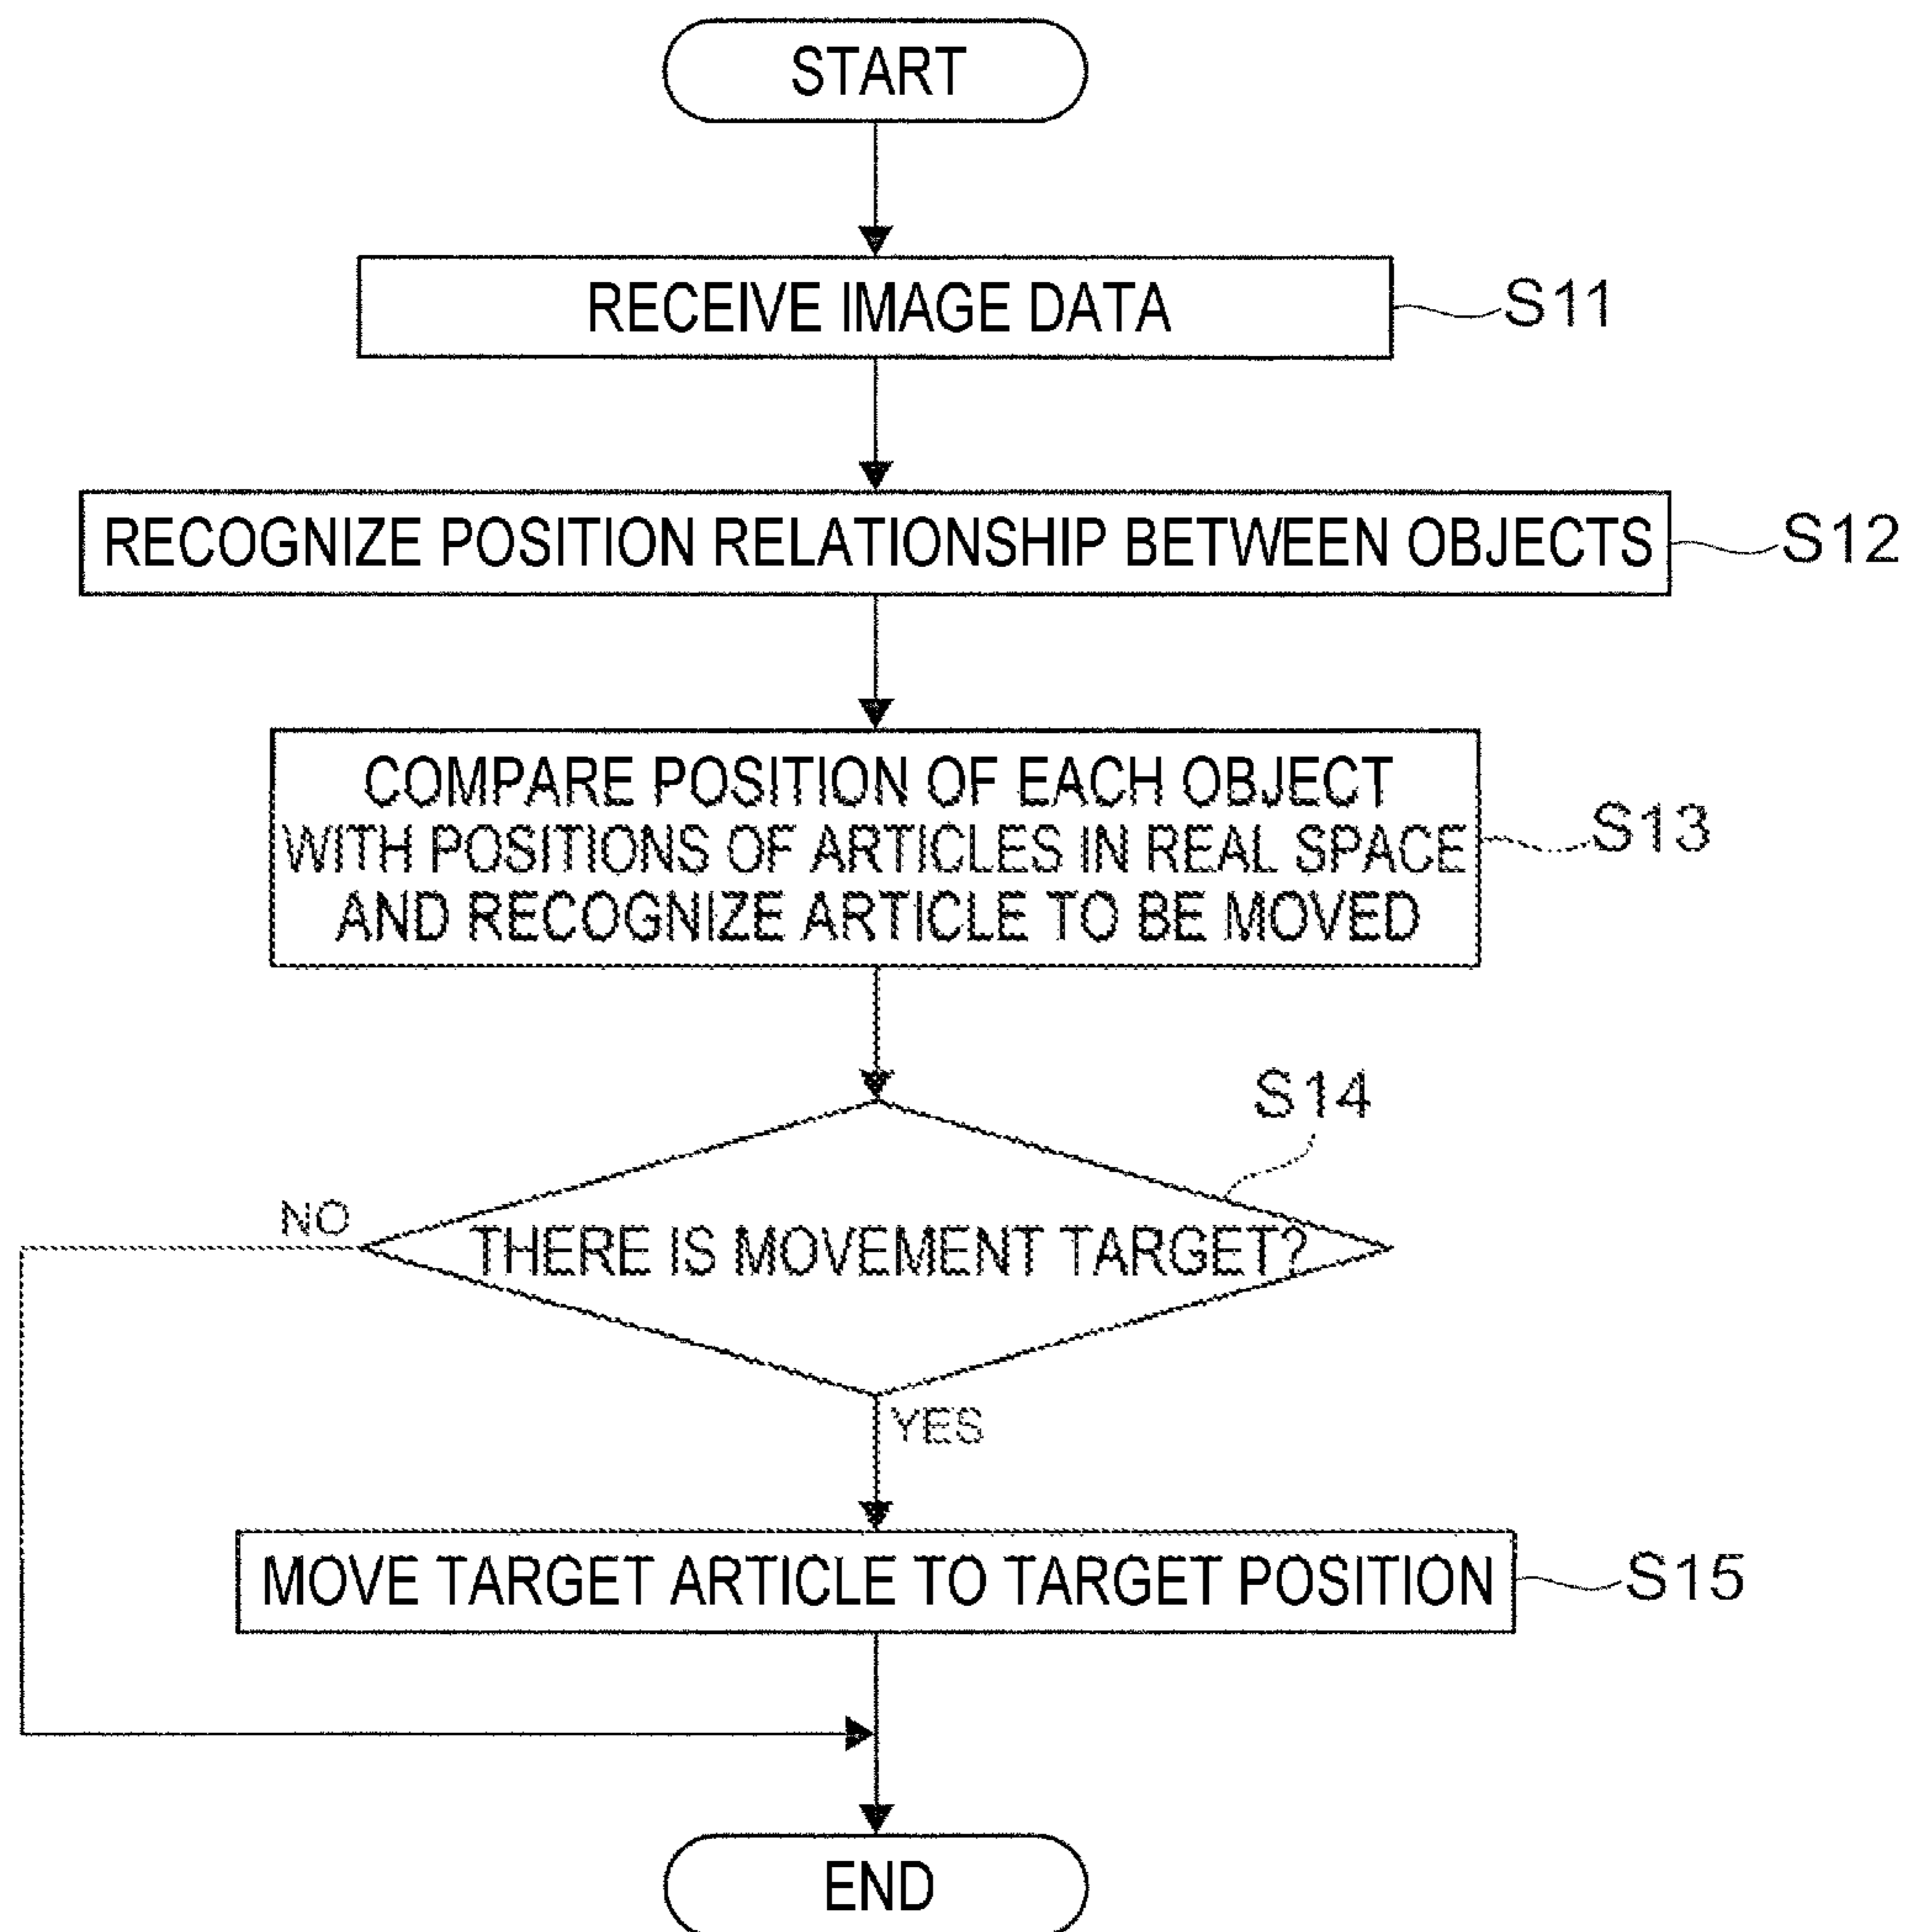 START
RECEIVE IMAGE DATA
S11
RECOGNIZE POSITION RELATIONSHIP BETWEEN OBJECTS
S12
COMPARE POSITION OF EACH OBJECT
WITH POSITIONS OF ARTICLES IN REAL SPACE
AND RECOGNIZE ARTICLE TO BE MOVED
S13
S14
NO
THERE IS MOVEMENT TARGET?
YES
MOVE TARGET ARTICLE TO TARGET POSITION
S15
END